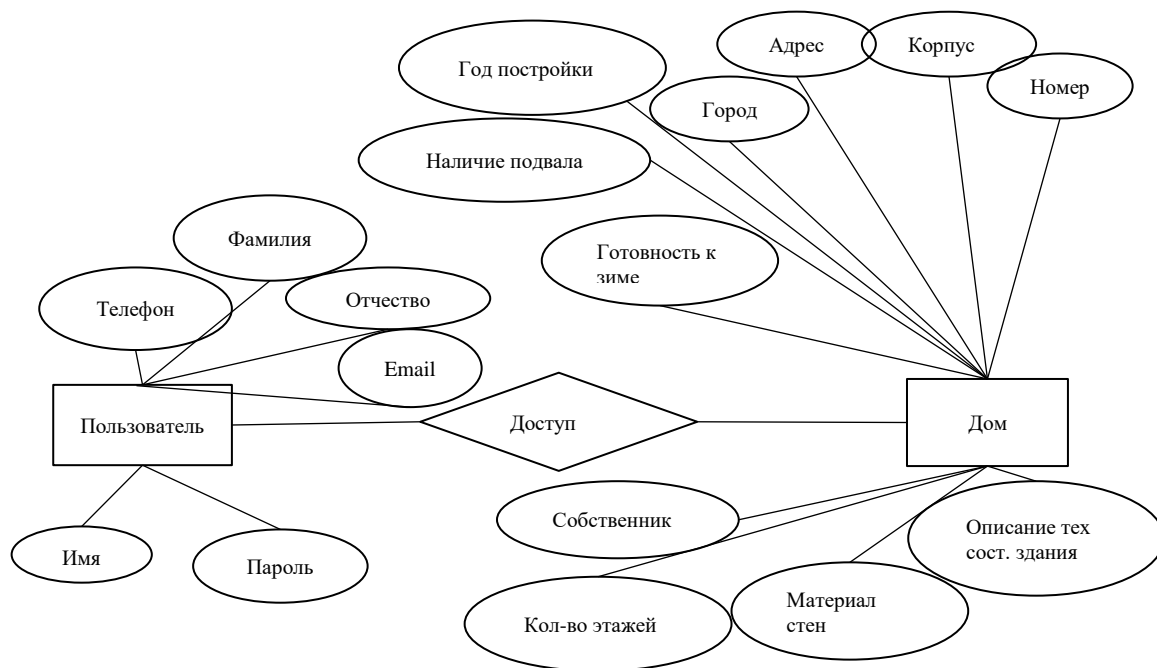 Адрес
Корпус
Год постройки
Номер
Город
Наличие подвала
Фамилия
Готовность к
зиме
Отчество
Телефон
Email
Пользователь
Доступ
Дом
Собственник
Описание тех
сост. здания
Имя
Пароль
Кол-во этажей
Материал
стен